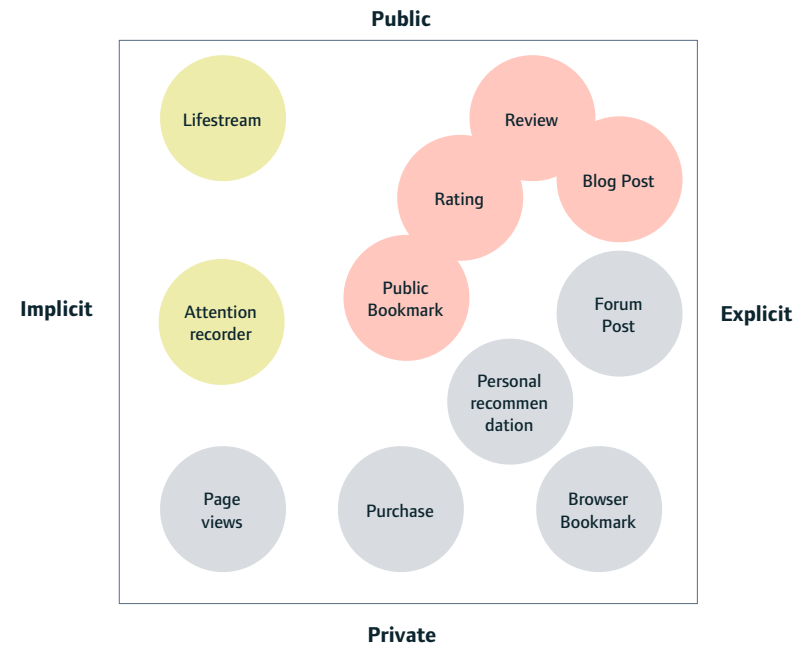 Public
Lifestream
Review
Blog Post
Rating
Public
Bookmark
Implicit
Attention
recorder
Forum
Post
Explicit
Personal
recommen
dation
Page
views
Purchase
Browser
Bookmark
Private